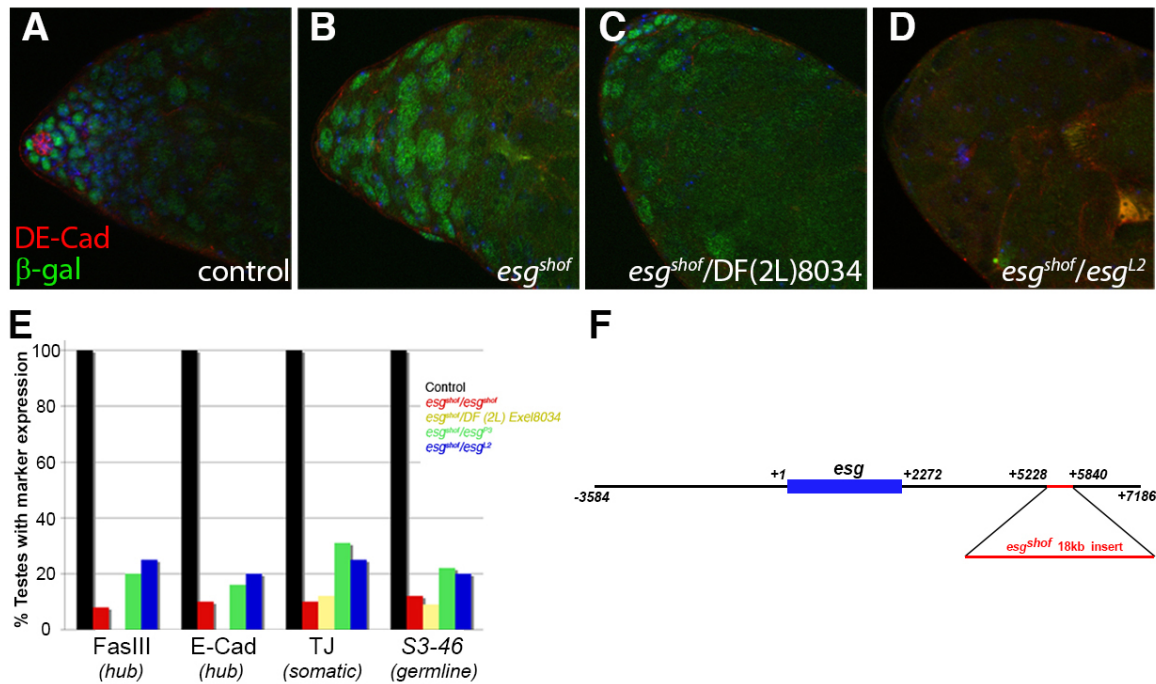 A
B
C
D
DE-Cad
β-gal
control
esgshof
esgshof/DF(2L)8034
esgshof/esgL2
E
F
% Testes with marker expression
100
80
60
40
20
0
Control
esgshof/esgshof
esgshof/DF (2L) Exel8034
esgshof/esgP3
esgshof/esgL2
FasIII
(hub)
E-Cad
(hub)
TJ
(somatic)
S3-46
(germline)
-3584
+1
esg
+2272
+5228
+5840
+7186
esgshof 18kb insert